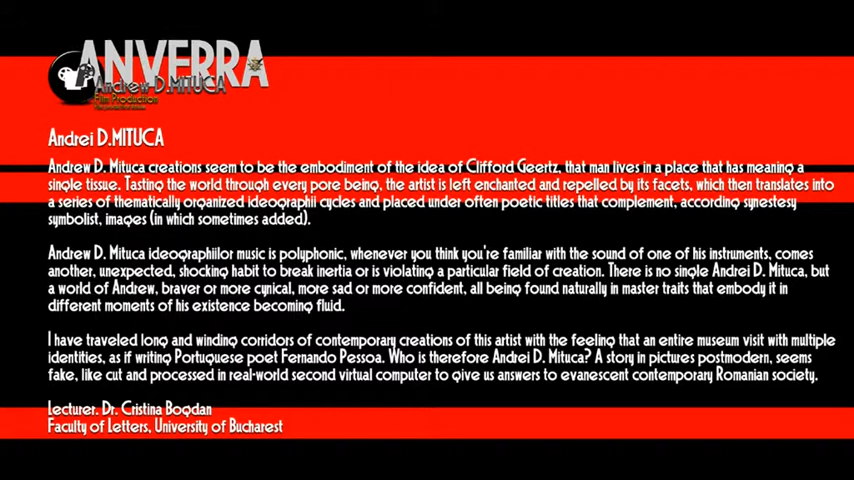 ANVERRA
Andrew D.MITUCA
Film Production
Andrei D.MITUCA
Andrew D. Mituca creations seem to be the embodiment of the idea of Clifford Geertz, that man lives in a place that has meaning a
single tissue. Tasting the world through every pore being, the artist is left enchanted and repelled by its facets, which then translates into
a series of thematically organized ideographii cycles and placed under often poetic titles that complement, according synestesy
symbolist, images (in which sometimes added).
Andrew D. Mituca ideographiilor music is polyphonic, whenever you think you're familiar with the sound of one of his instruments, comes
another, unexpected, shocking habit to break inertia or is violating a particular field of creation. There is no single Andrei D. Mituca, but
a world of Andrew, braver or more cynical, more sad or more confident, all being found naturally in master traits that embody it in
different moments of his existence becoming fluid.
I have traveled long and winding corridors of contemporary creations of this artist with the feeling that an entire museum visit with multiple
identities, as if writing Portuguese poet Fernando Pessoa. Who is therefore Andrei D. Mituca? A story in pictures postmodern, seems
fake, like cut and processed in real-world second virtual computer to give us answers to evanescent contemporary Romanian society.
Lecturer. Dr. Cristina Bogdan
Faculty of Letters, University of Bucharest